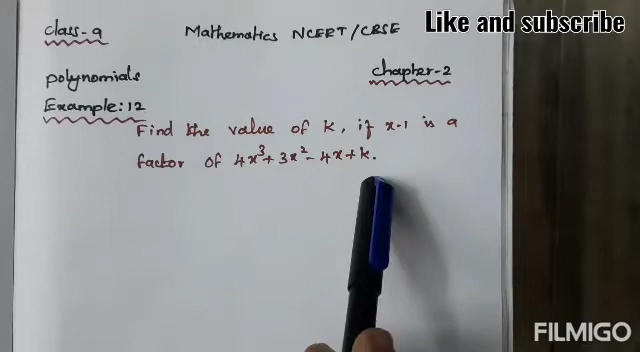 Like and subscribe
class-9 Mathematics NCERT/CBSE
polynomials chapter-2
Example:12
Find the value of k, if x-1 is a
factor of 4x³+3x²-4x+k.
FILMIGO